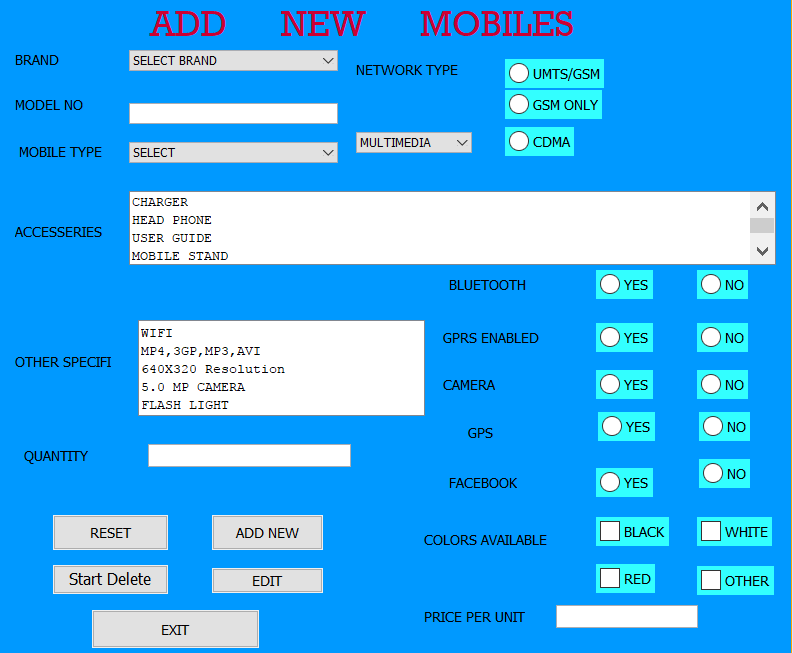 ADD NEW MOBILES
BRAND
SELECT BRAND
NETWORK TYPE
UMTS/GSM
GSM ONLY
CDMA
MODEL NO
MOBILE TYPE
SELECT
MULTIMEDIA
ACCESSERIES
CHARGER
HEAD PHONE
USER GUIDE
MOBILE STAND
BLUETOOTH YES NO
GPRS ENABLED YES NO
CAMERA YES NO
GPS YES NO
FACEBOOK YES NO
OTHER SPECIFI
WIFI
MP4,3GP,MP3,AVI
640X320 Resolution
5.0 MP CAMERA
FLASH LIGHT
QUANTITY
COLORS AVAILABLE
BLACK WHITE
RED OTHER
PRICE PER UNIT
RESET ADD NEW
Start Delete EDIT
EXIT